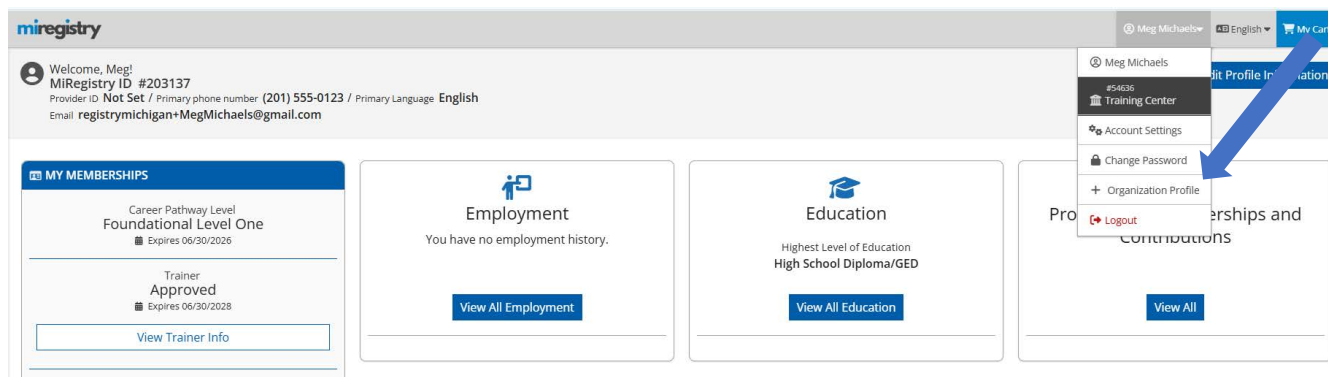 miregistry
Meg Michaels
English
My Car
Welcome, Meg!
MiRegistry ID #203137
Provider ID Not Set / Primary phone number (201) 555-0123 / Primary Language English
Email registrymichigan+MegMichaels@gmail.com
Meg Michaels
#54636
Training Center
Account Settings
Change Password
+ Organization Profile
Logout
dit Profile In
ation
MY MEMBERSHIPS
Career Pathway Level
Foundational Level One
Expires 06/30/2026
Trainer
Approved
Expires 06/30/2028
View Trainer Info
Employment
You have no employment history.
View All Employment
Education
Highest Level of Education
High School Diploma/GED
View All Education
Pro
erships and
Contributions
View All